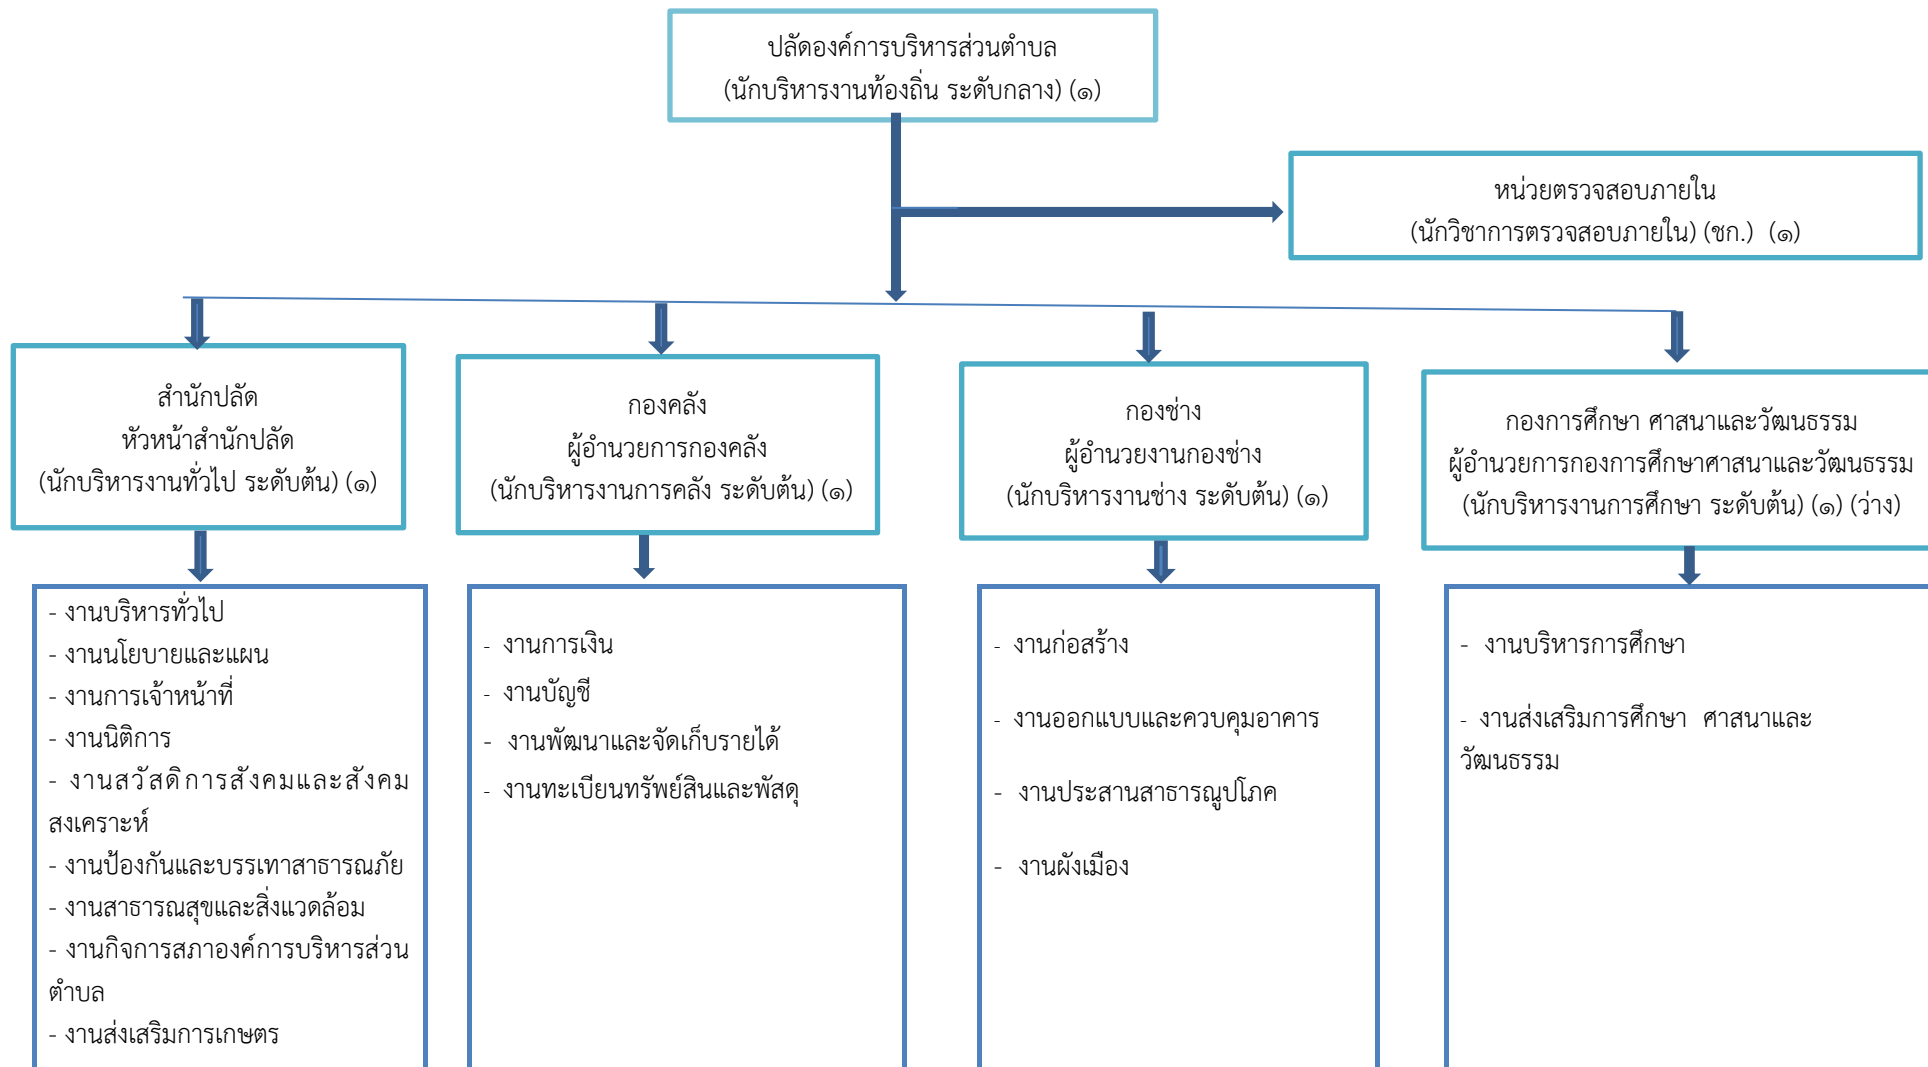 ปลัดองค์การบริหารส่วนตำบล
(นักบริหารงานท้องถิ่น ระดับกลาง) (๑)
หน่วยตรวจสอบภายใน
(นักวิชาการตรวจสอบภายใน) (ชก.) (๑)
สำนักปลัด
หัวหน้าสำนักปลัด
(นักบริหารงานทั่วไป ระดับต้น) (๑)
กองคลัง
ผู้อำนวยการกองคลัง
(นักบริหารงานการคลัง ระดับต้น) (๑)
กองช่าง
ผู้อำนวยงานกองช่าง
(นักบริหารงานช่าง ระดับต้น) (๑)
กองการศึกษา ศาสนาและวัฒนธรรม
ผู้อำนวยการกองการศึกษาศาสนาและวัฒนธรรม
(นักบริหารงานการศึกษา ระดับต้น) (๑) (ว่าง)
- งานบริหารทั่วไป
- งานนโยบายและแผน
- งานการเจ้าหน้าที่
- งานนิติการ
- งานสวัสดิการสังคมและสังคม
สงเคราะห์
- งานป้องกันและบรรเทาสาธารณภัย
- งานสาธารณสุขและสิ่งแวดล้อม
- งานกิจการสภาองค์การบริหารส่วน
ตำบล
- งานส่งเสริมการเกษตร
- งานการเงิน
- งานบัญชี
- งานพัฒนาและจัดเก็บรายได้
- งานทะเบียนทรัพย์สินและพัสดุ
- งานก่อสร้าง
- งานออกแบบและควบคุมอาคาร
- งานประสานสาธารณูปโภค
- งานผังเมือง
- งานบริหารการศึกษา
- งานส่งเสริมการศึกษา ศาสนาและ
วัฒนธรรม